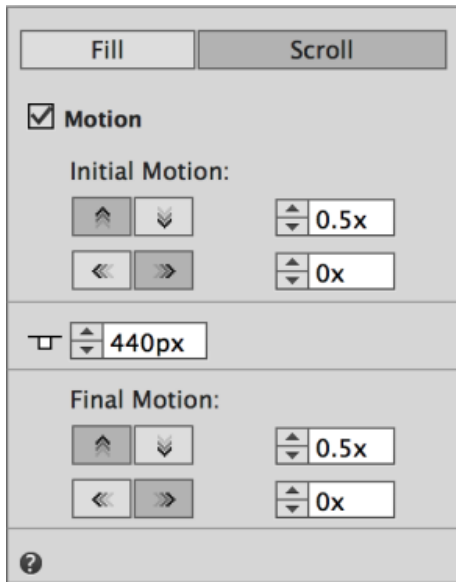 Fill Scroll
Motion
Initial Motion:
0.5x
0x
440px
Final Motion:
0.5x
0x
?